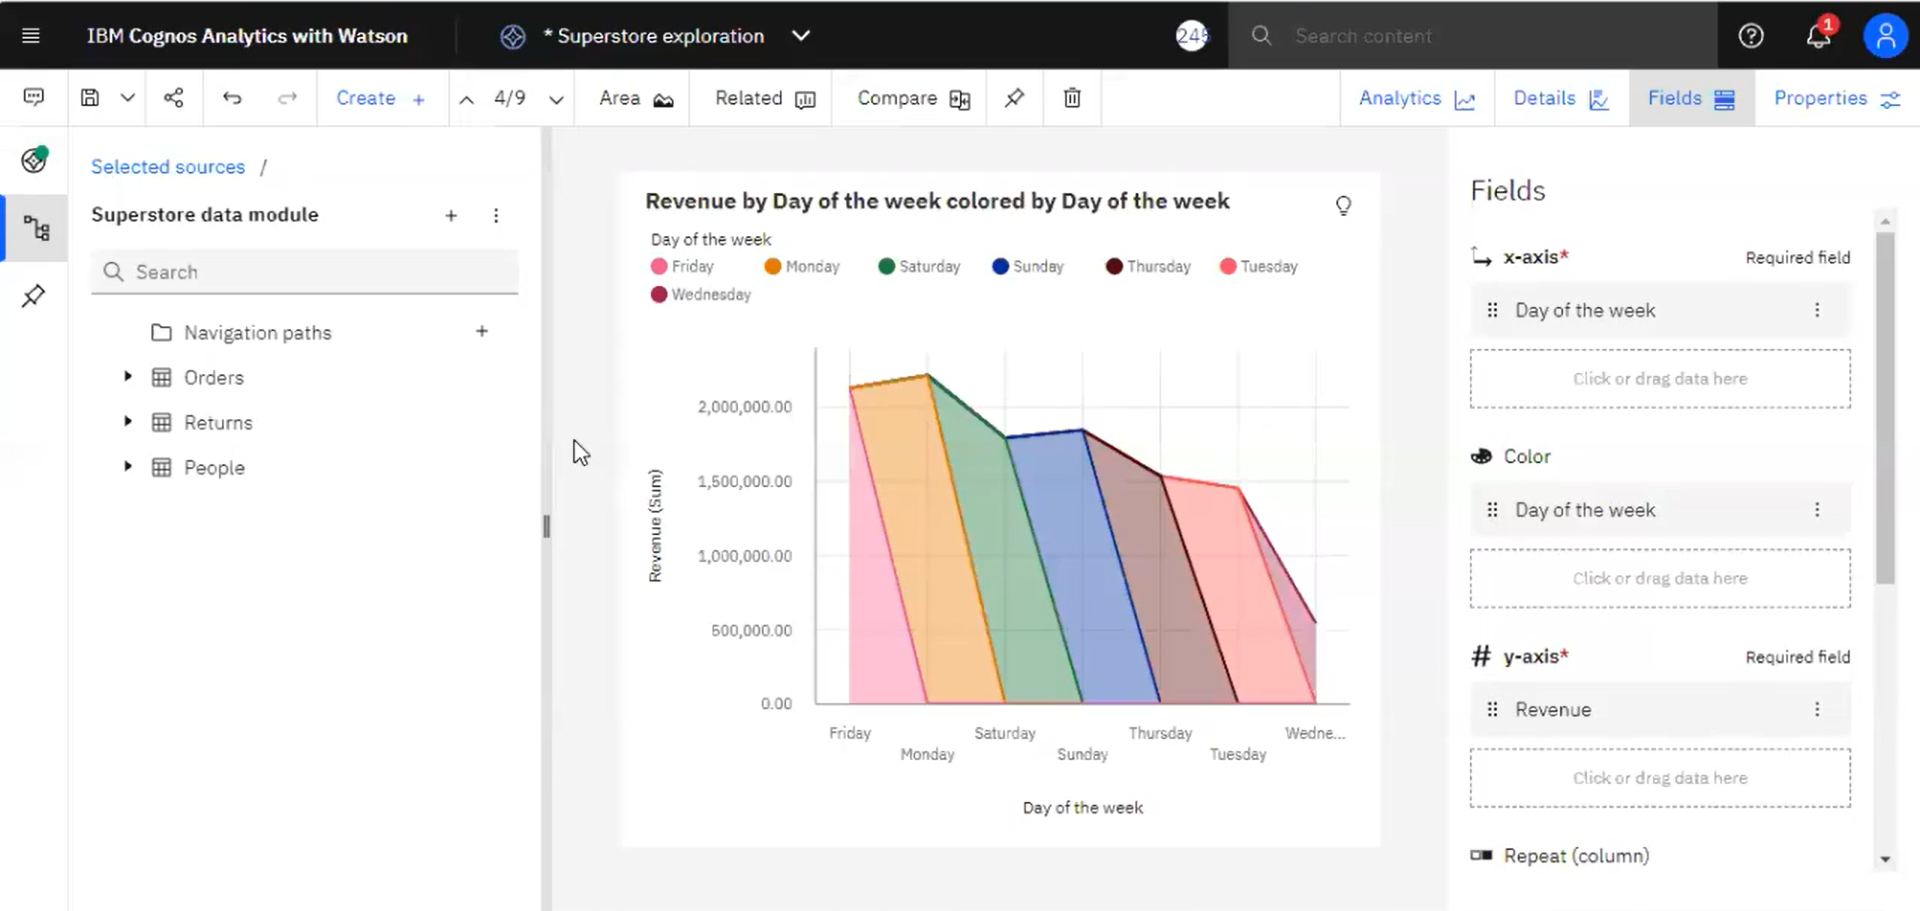 IBM Cognos Analytics with Watson
* Superstore exploration
245
Search content
1
Create +
4/9
Area
Related
Compare
Analytics
Details
Fields
Properties
Selected sources /
Superstore data module
Search
Navigation paths
Orders
Returns
People
Revenue by Day of the week colored by Day of the week
Day of the week
Friday Monday Saturday Sunday Thursday Tuesday
Wednesday
2,000,000.00
1,500,000.00
1,000,000.00
500,000.00
0.00
Revenue (Sum)
Friday Saturday Thursday Wedne...
Monday Sunday Tuesday
Day of the week
Fields
x-axis* Required field
Day of the week
Click or drag data here
Color
Day of the week
Click or drag data here
# y-axis* Required field
Revenue
Click or drag data here
Repeat (column)